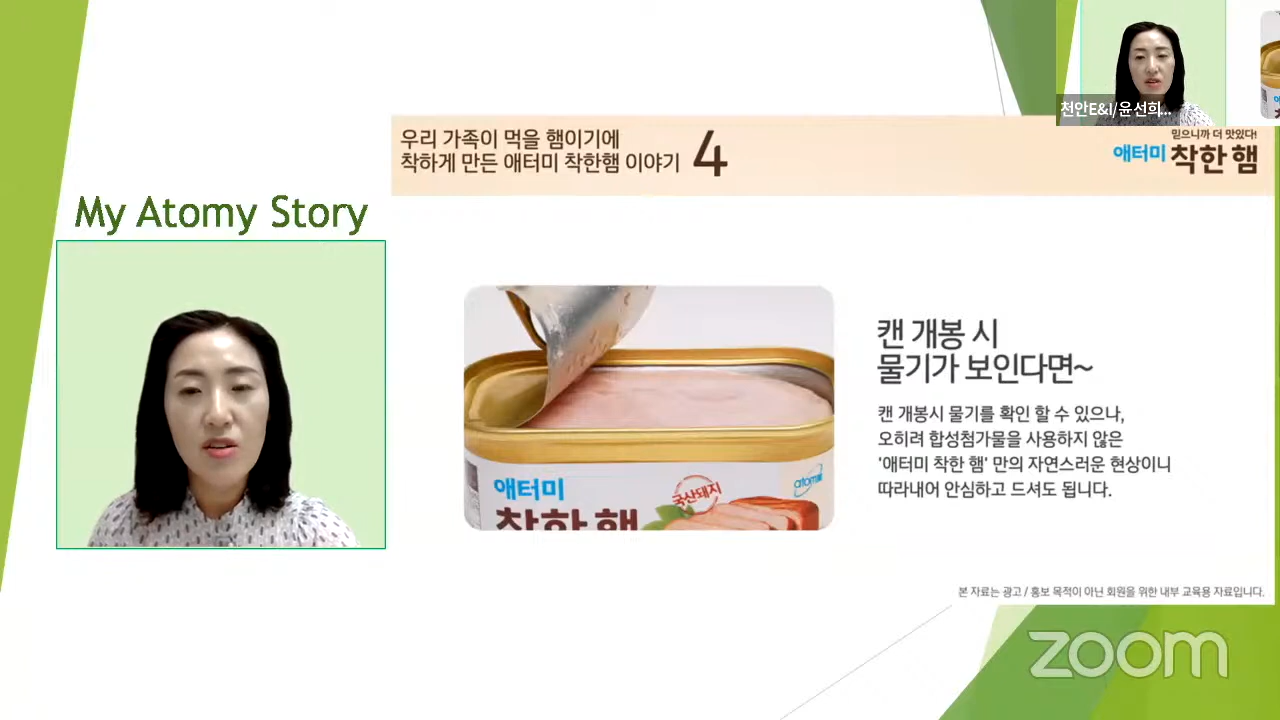 천안E&I/윤선희...
우리 가족이 먹을 햄이기에
착하게 만든 애터미 착한햄 이야기 4
믿으니까 더 맛있다!
애터미 착한 햄
My Atomy Story
캔 개봉 시
물기가 보인다면~
캔 개봉시 물기를 확인 할 수 있으나,
오히려 합성첨가물을 사용하지 않은
'애터미 착한 햄' 만의 자연스러운 현상이니
따라내어 안심하고 드셔도 됩니다.
애터미
착한 햄
국산돼지
atomy
본 자료는 광고 / 홍보 목적이 아닌 회원을 위한 내부 교육용 자료입니다.
zoom